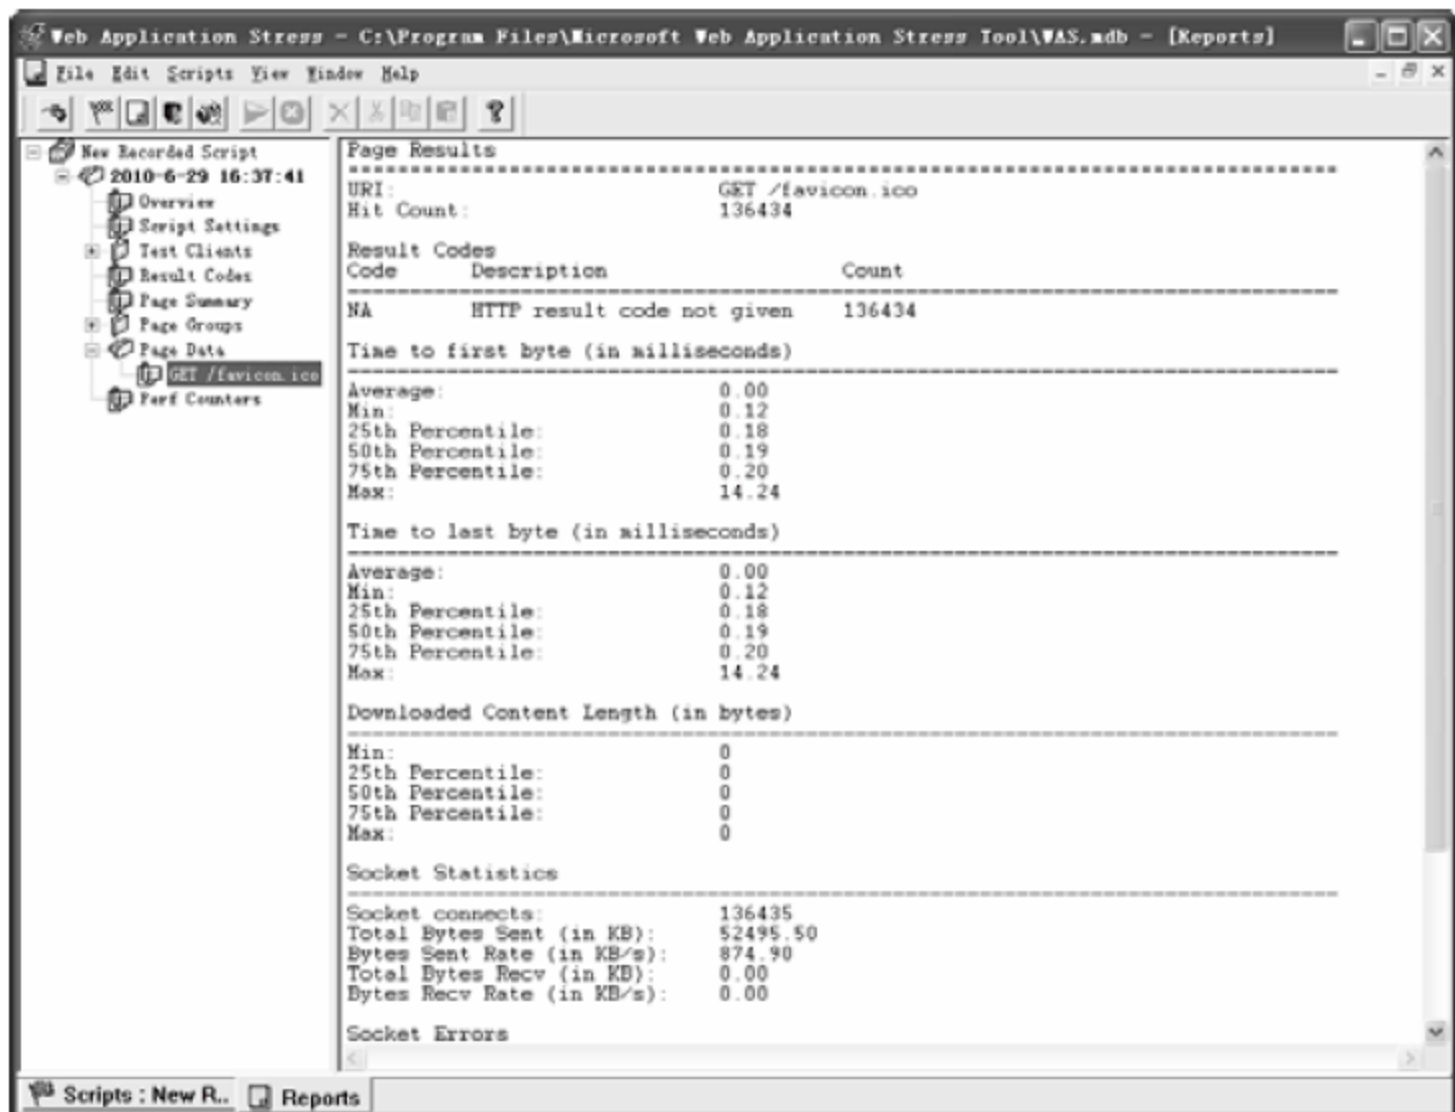 Web Application Stress - C:\Program Files\Microsoft Web Application Stress Tool\WAS.mdb - [Reports]
File Edit Scripts View Window Help
New Recorded Script
2010-6-29 16:37:41
Overview
Script Settings
Test Clients
Result Codes
Page Summary
Page Groups
Page Data
GET /favicon.ico
Perf Counters
Page Results
URI: GET /favicon.ico
Hit Count: 136434
Result Codes
Code Description Count
NA HTTP result code not given 136434
Time to first byte (in milliseconds)
Average: 0.00
Min: 0.12
25th Percentile: 0.18
50th Percentile: 0.19
75th Percentile: 0.20
Max: 14.24
Time to last byte (in milliseconds)
Average: 0.00
Min: 0.12
25th Percentile: 0.18
50th Percentile: 0.19
75th Percentile: 0.20
Max: 14.24
Downloaded Content Length (in bytes)
Min: 0
25th Percentile: 0
50th Percentile: 0
75th Percentile: 0
Max: 0
Socket Statistics
Socket connects: 136435
Total Bytes Sent (in KB): 52495.50
Bytes Sent Rate (in KB/s): 874.90
Total Bytes Recv (in KB): 0.00
Bytes Recv Rate (in KB/s): 0.00
Socket Errors
Scripts : New R..
Reports